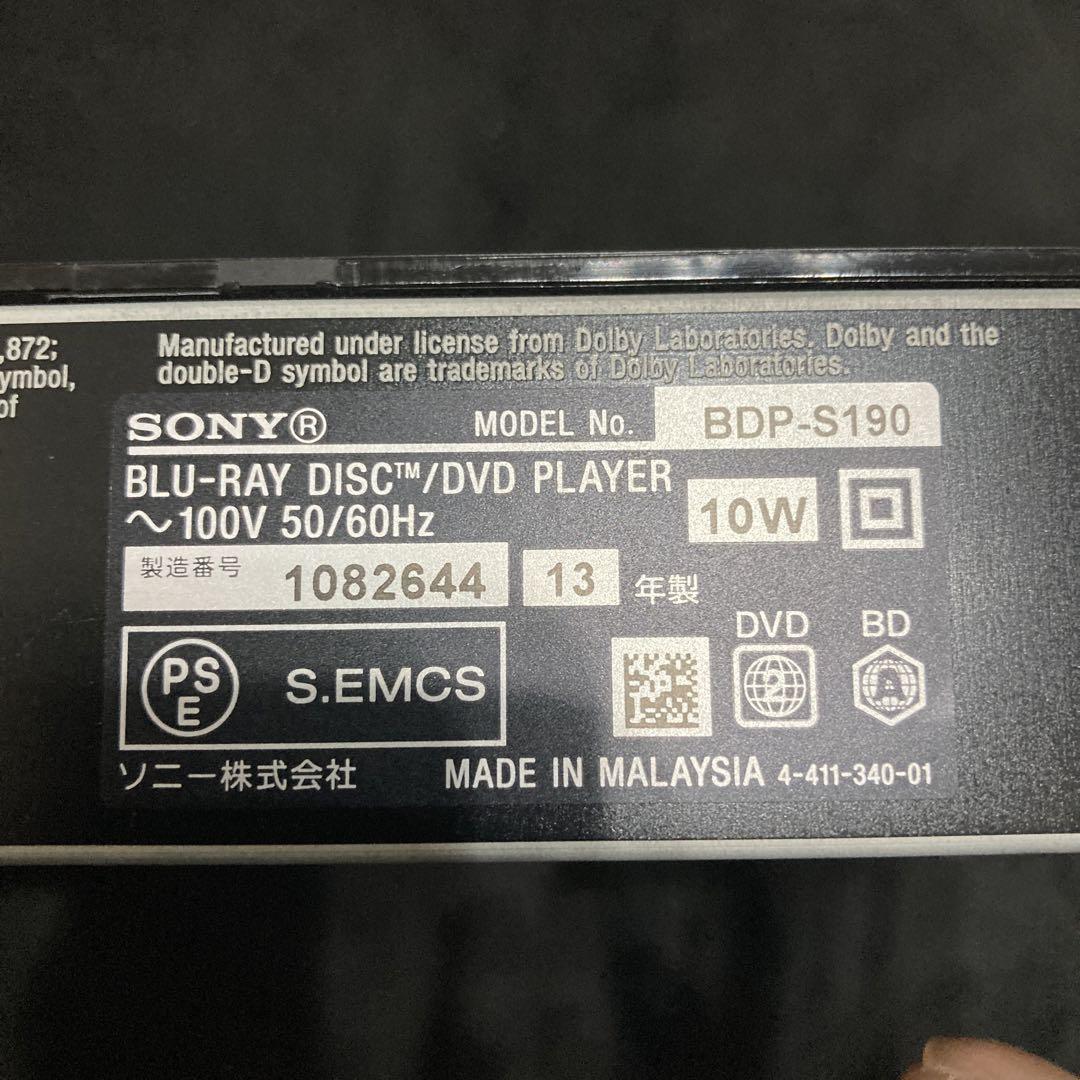 ,872;
ymbol,
of
Manufactured under license from Dolby Laboratories. Dolby and the
double-D symbol are trademarks of Dolby Laboratories.
SONY® MODEL No. BDP-S190
BLU-RAY DISC™/DVD PLAYER
～100V 50/60Hz 10W
製造番号 1082644 13 年製
DVD BD
PSE S.EMCS 2 A
ソニー株式会社 MADE IN MALAYSIA 4-411-340-01